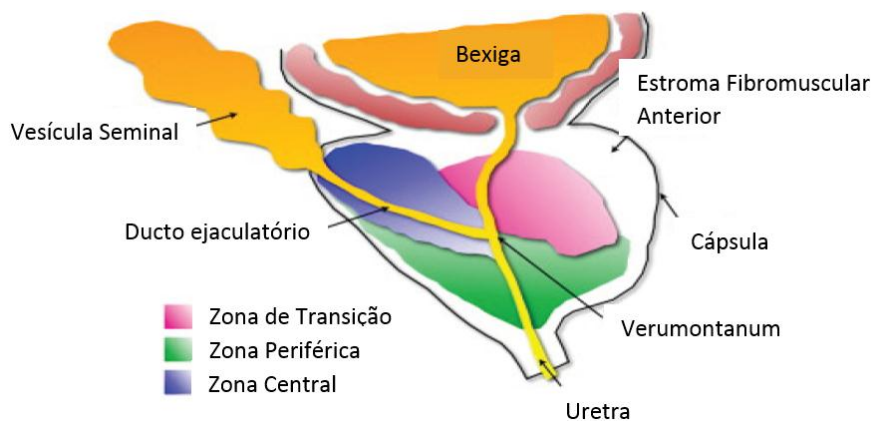 Bexiga
Estroma Fibromuscular
Anterior
Vesícula Seminal
Ducto ejaculatório
Cápsula
Zona de Transição
Verumontanum
Zona Periférica
Zona Central
Uretra